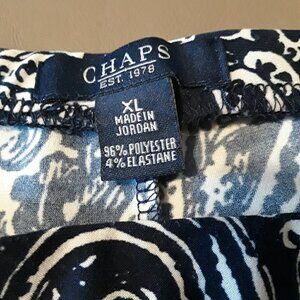 CHAPS
EST. 1978
XL
MADE IN
JORDAN
96% POLYESTER
4% ELASTANE